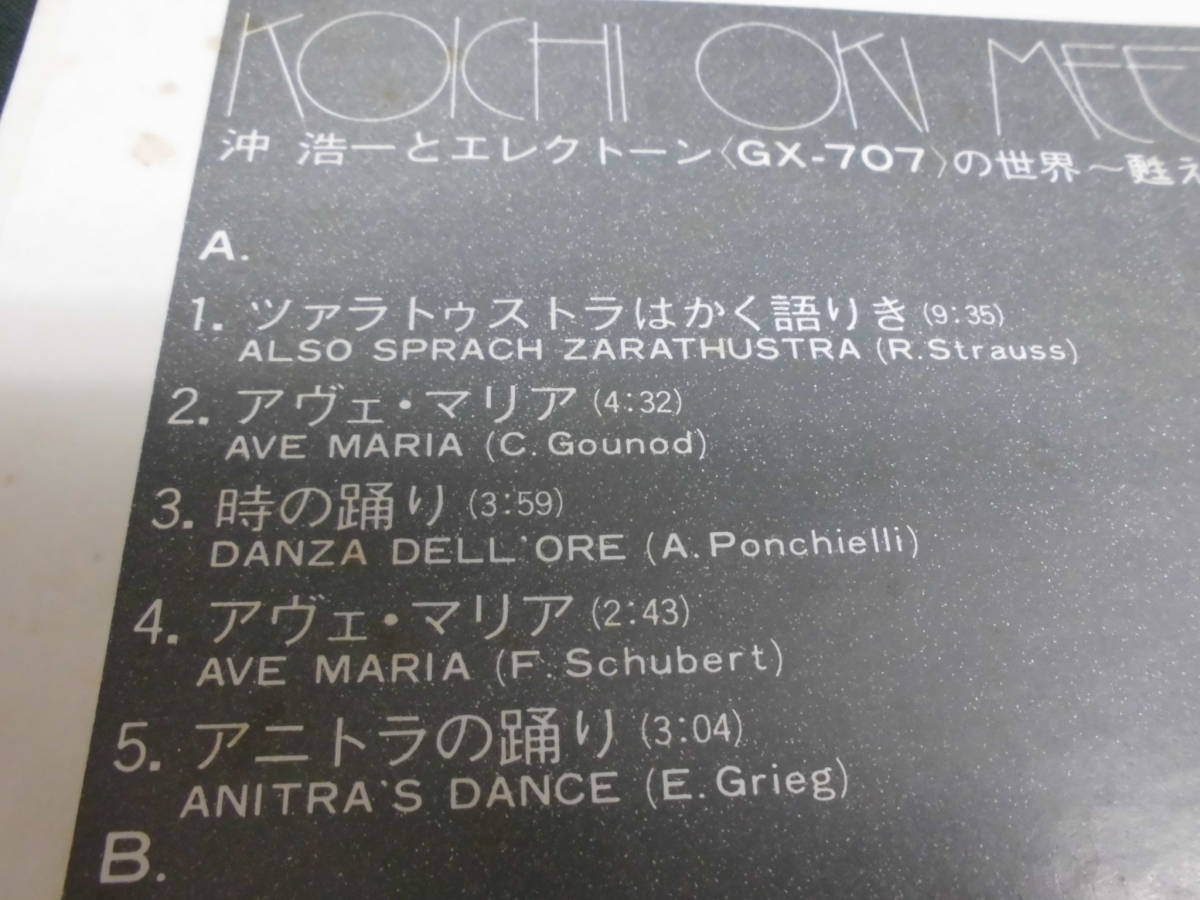 KOICHI OKI MEE
沖 浩一とエレクトーン〈GX-707〉の世界～甦え
A.
1. ツァラトゥストラはかく語りき (9:35)
ALSO SPRACH ZARATHUSTRA (R.Strauss)
2. アヴェ・マリア (4:32)
AVE MARIA (C.Gounod)
3. 時の踊り (3:59)
DANZA DELL'ORE (A.Ponchielli)
4. アヴェ・マリア (2:43)
AVE MARIA (F.Schubert)
5. アニトラの踊り (3:04)
ANITRA'S DANCE (E.Grieg)
B.